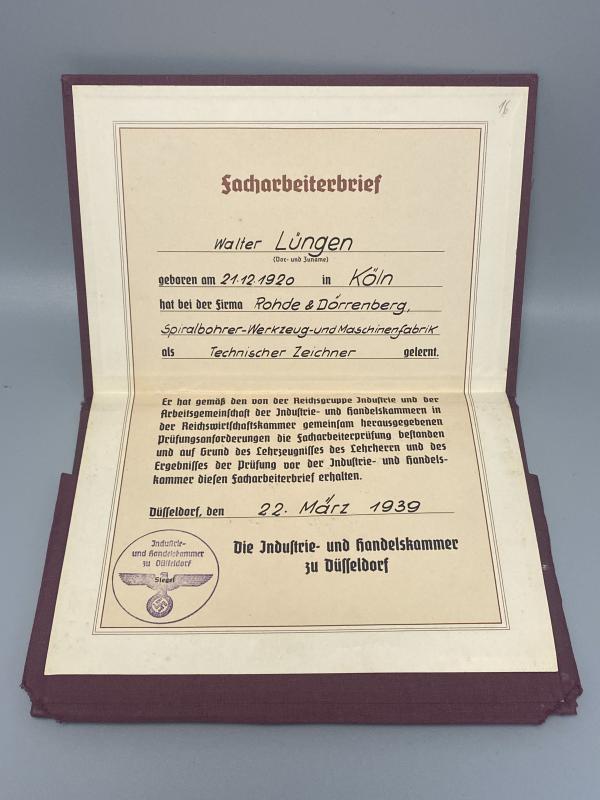 16
Facharbeiterbrief
Walter Lüngen
(Vor- und Zuname)
geboren am 21.12.1920 in Köln
hat bei der Firma Rohde & Dörrenberg,
Spiralbohrer-Werkzeug-und Maschinenfabrik
als Technischer Zeichner gelernt.
Er hat gemäß den von der Reichsgruppe Industrie und der
Arbeitsgemeinschaft der Industrie- und Handelskammern in
der Reichswirtschaftskammer gemeinsam herausgegebenen
Prüfungsanforderungen die Facharbeiterprüfung bestanden
und auf Grund des Lehrzeugnisses des Lehrherrn und des
Ergebnisses der Prüfung vor der Industrie- und Handels-
kammer diesen Facharbeiterbrief erhalten.
Düsseldorf, den 22. März 1939
Die Industrie- und Handelskammer
zu Düsseldorf
Industrie-
und Handelskammer
zu Düsseldorf
Siegel